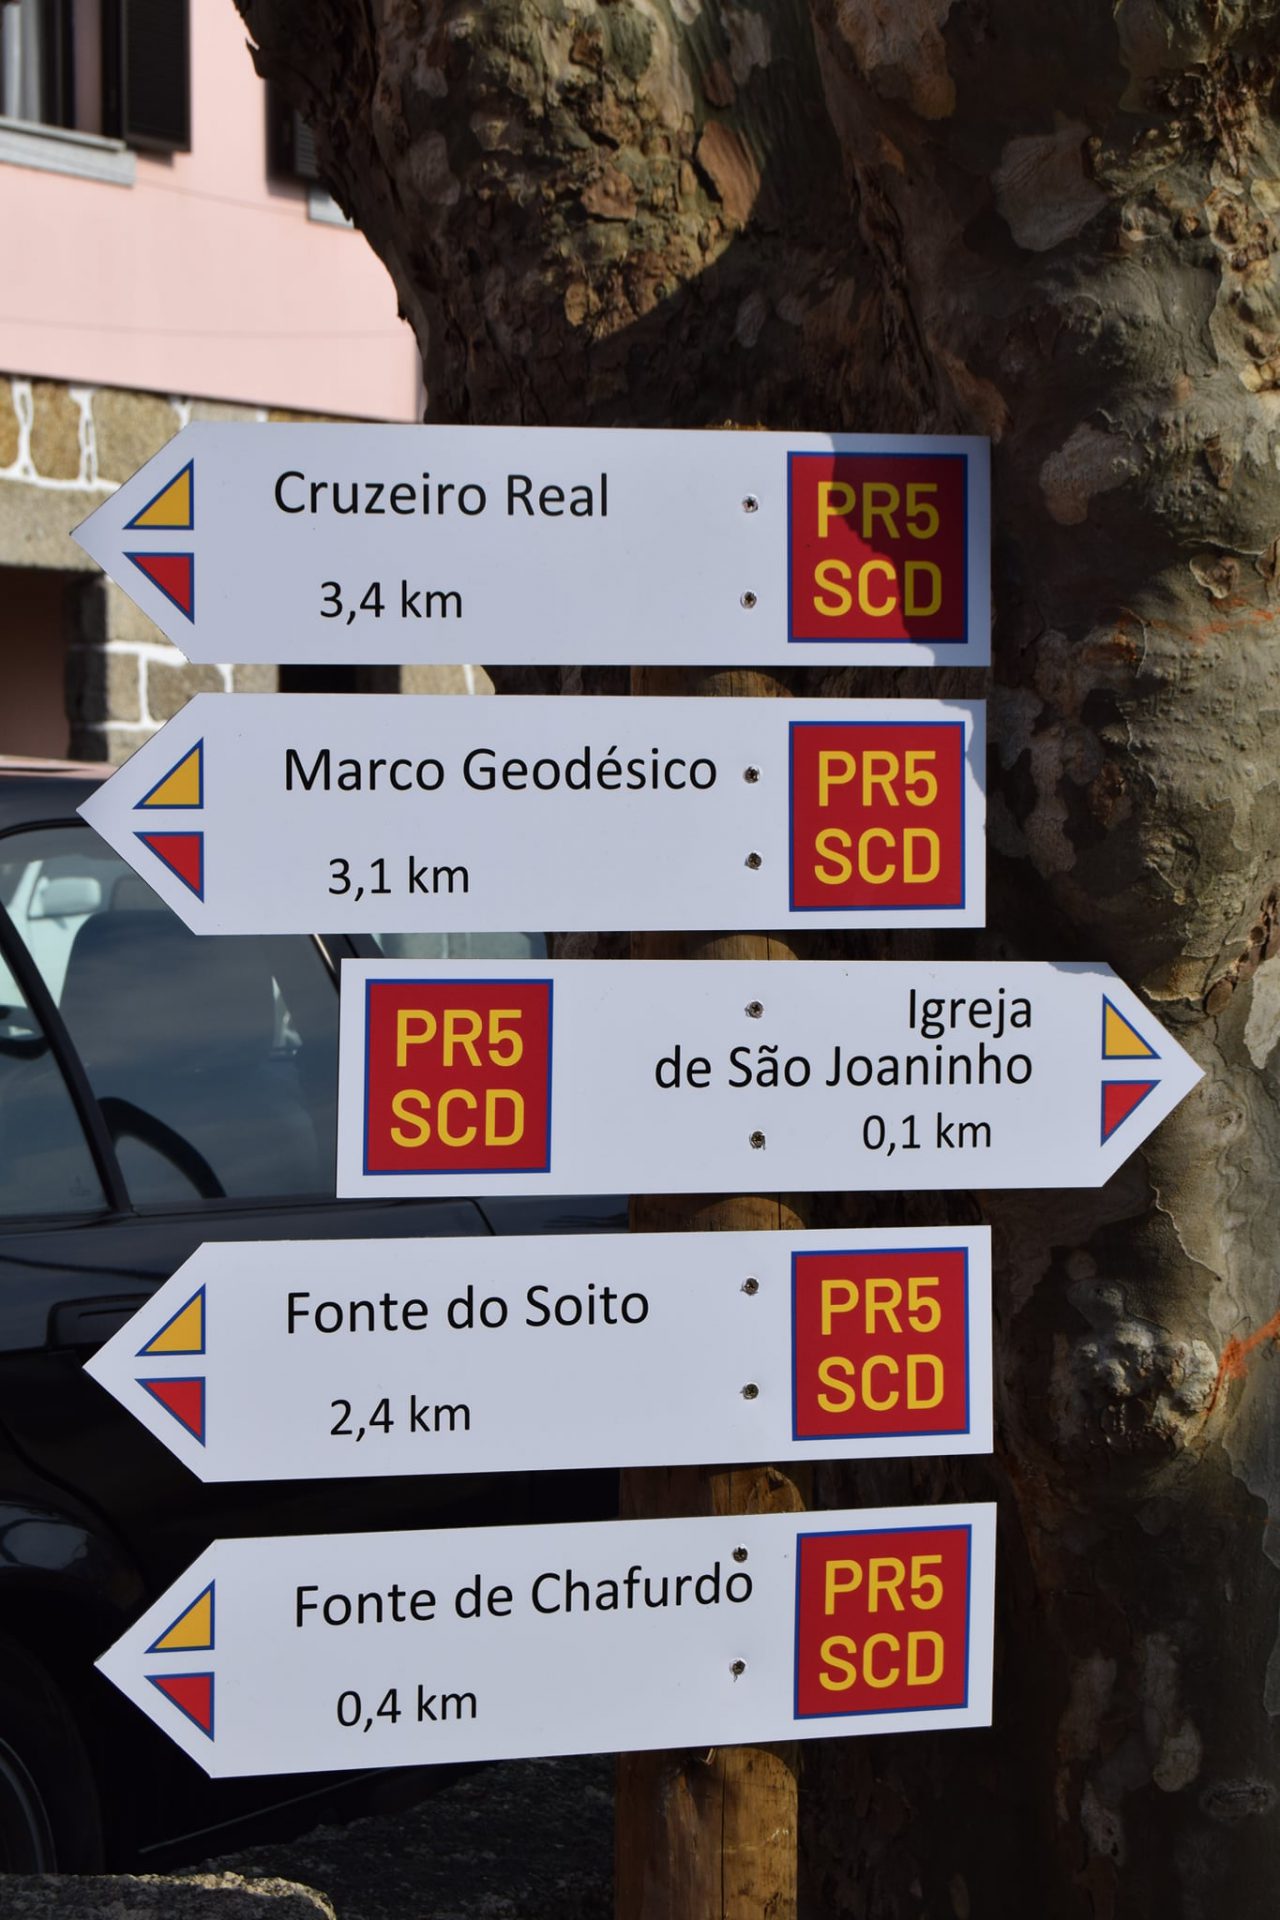 Cruzeiro Real
3,4 km
PR5
SCD
Marco Geodésico
3,1 km
PR5
SCD
PR5
SCD
Igreja
de São Joaninho
0,1 km
Fonte do Soito
2,4 km
PR5
SCD
Fonte de Chafurdo
0,4 km
PR5
SCD